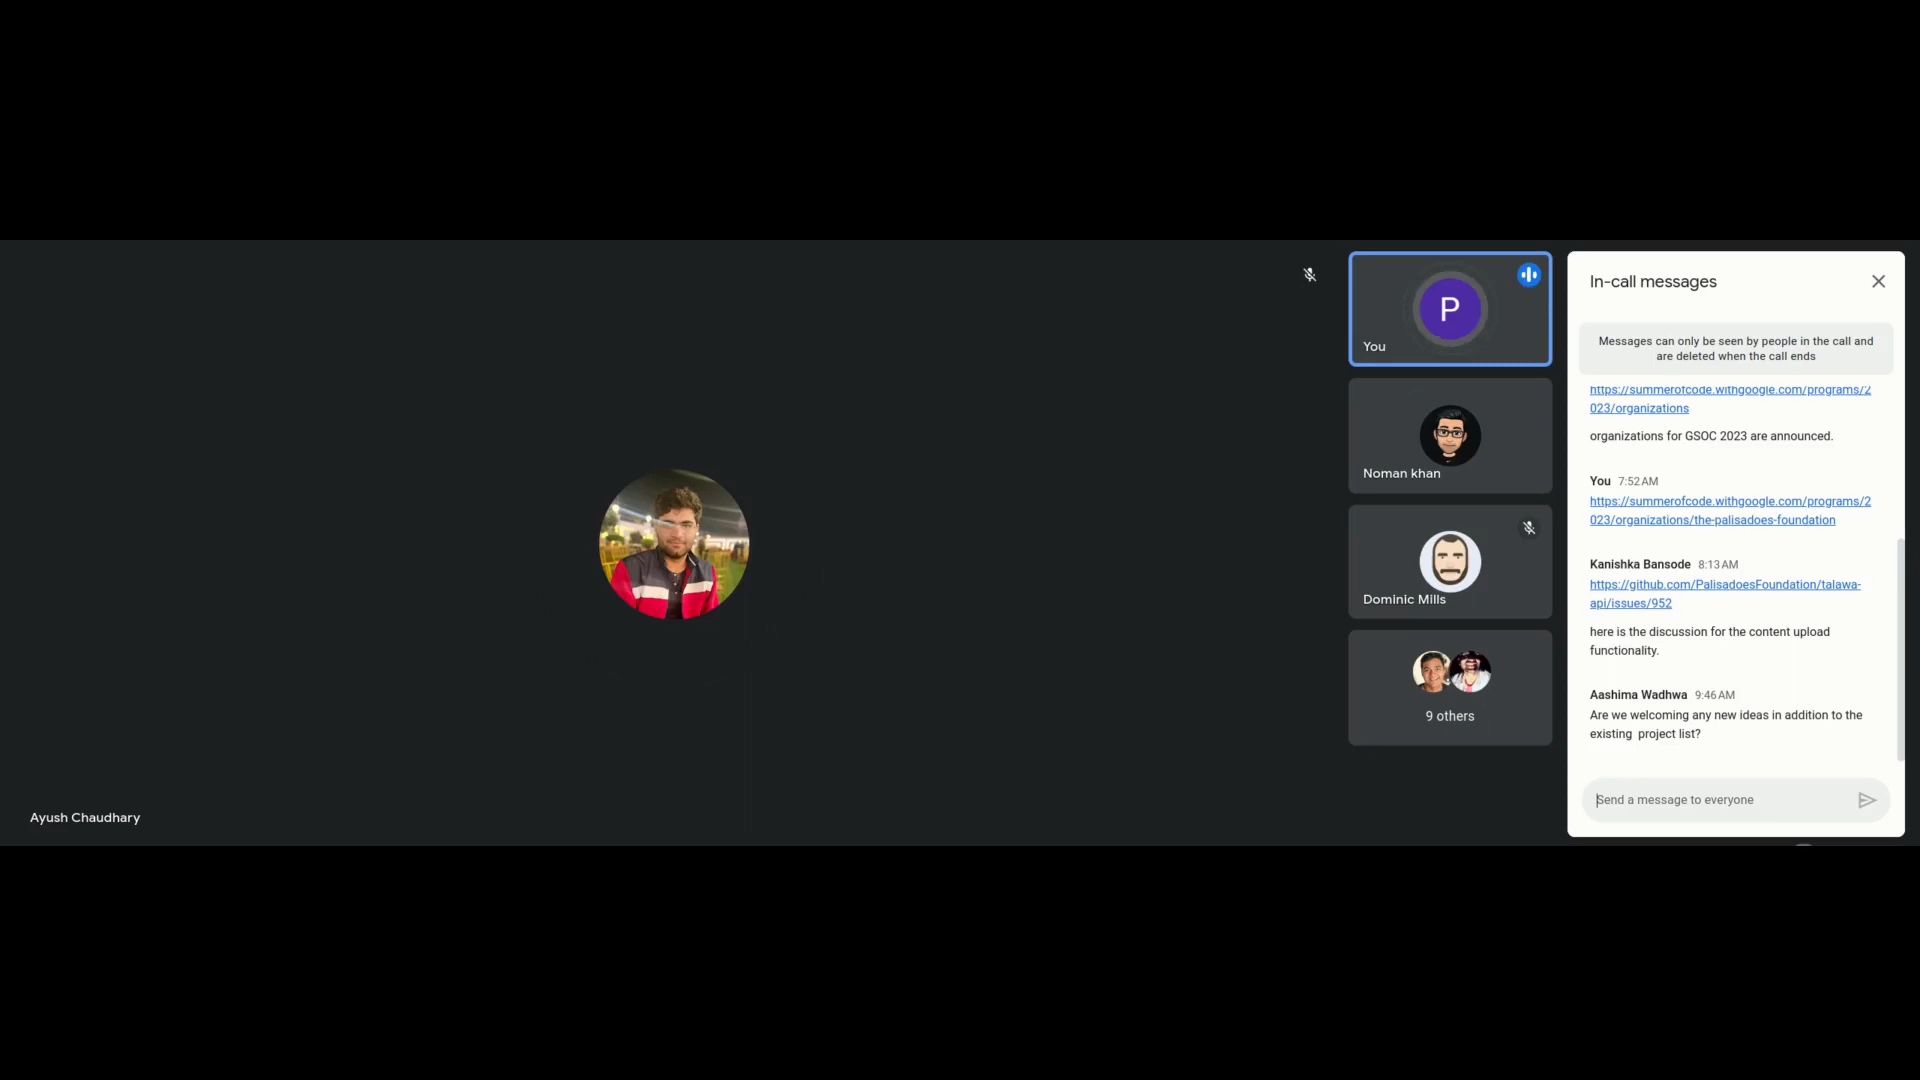 Ayush Chaudhary
P
You
Noman khan
Dominic Mills
9 others
In-call messages
Messages can only be seen by people in the call and
are deleted when the call ends
https://summerofcode.withgoogle.com/programs/2
023/organizations
organizations for GSOC 2023 are announced.
You 7:52 AM
https://summerofcode.withgoogle.com/programs/2
023/organizations/the-palisadoes-foundation
Kanishka Bansode 8:13 AM
https://github.com/PalisadoesFoundation/talawa-
api/issues/952
here is the discussion for the content upload
functionality.
Aashima Wadhwa 9:46 AM
Are we welcoming any new ideas in addition to the
existing project list?
Send a message to everyone